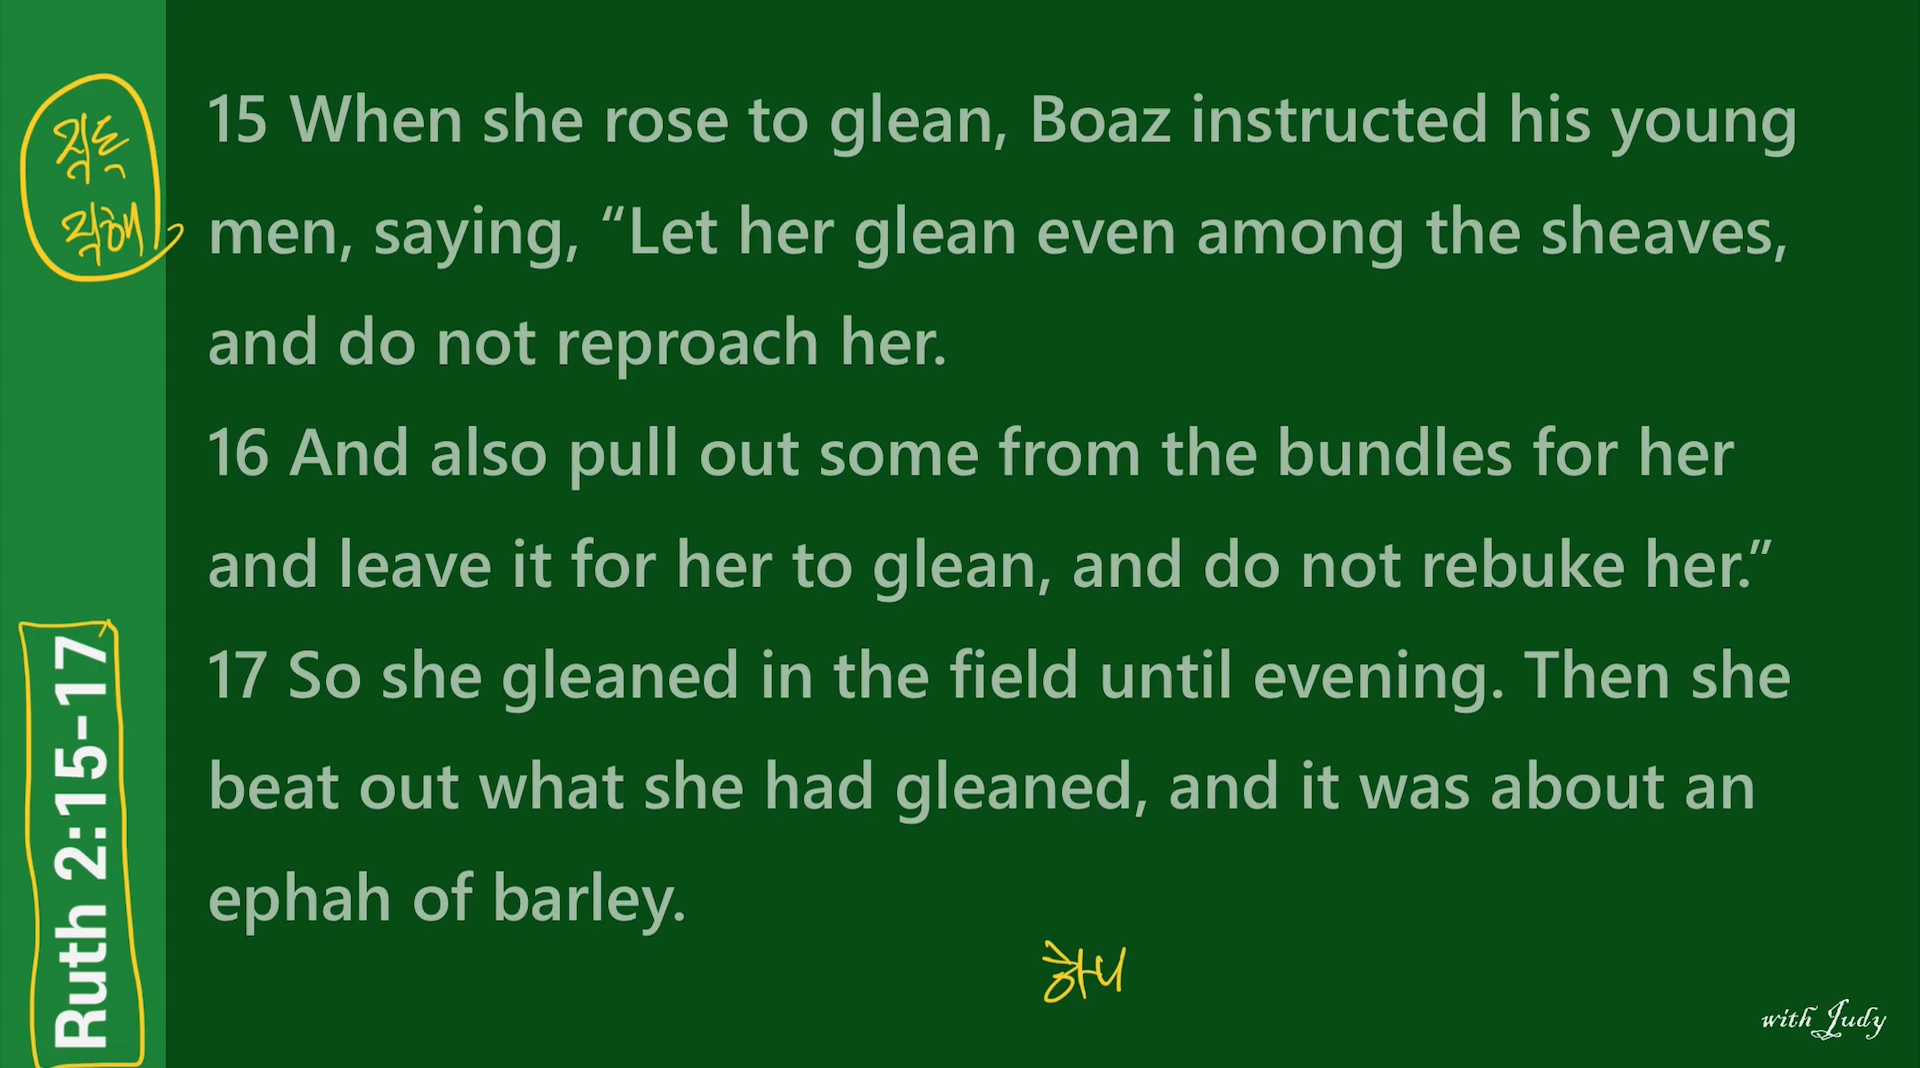 직독
직해
15 When she rose to glean, Boaz instructed his young
men, saying, “Let her glean even among the sheaves,
and do not reproach her.
16 And also pull out some from the bundles for her
and leave it for her to glean, and do not rebuke her.”
17 So she gleaned in the field until evening. Then she
beat out what she had gleaned, and it was about an
ephah of barley.
Ruth 2:15-17
하니
with Judy